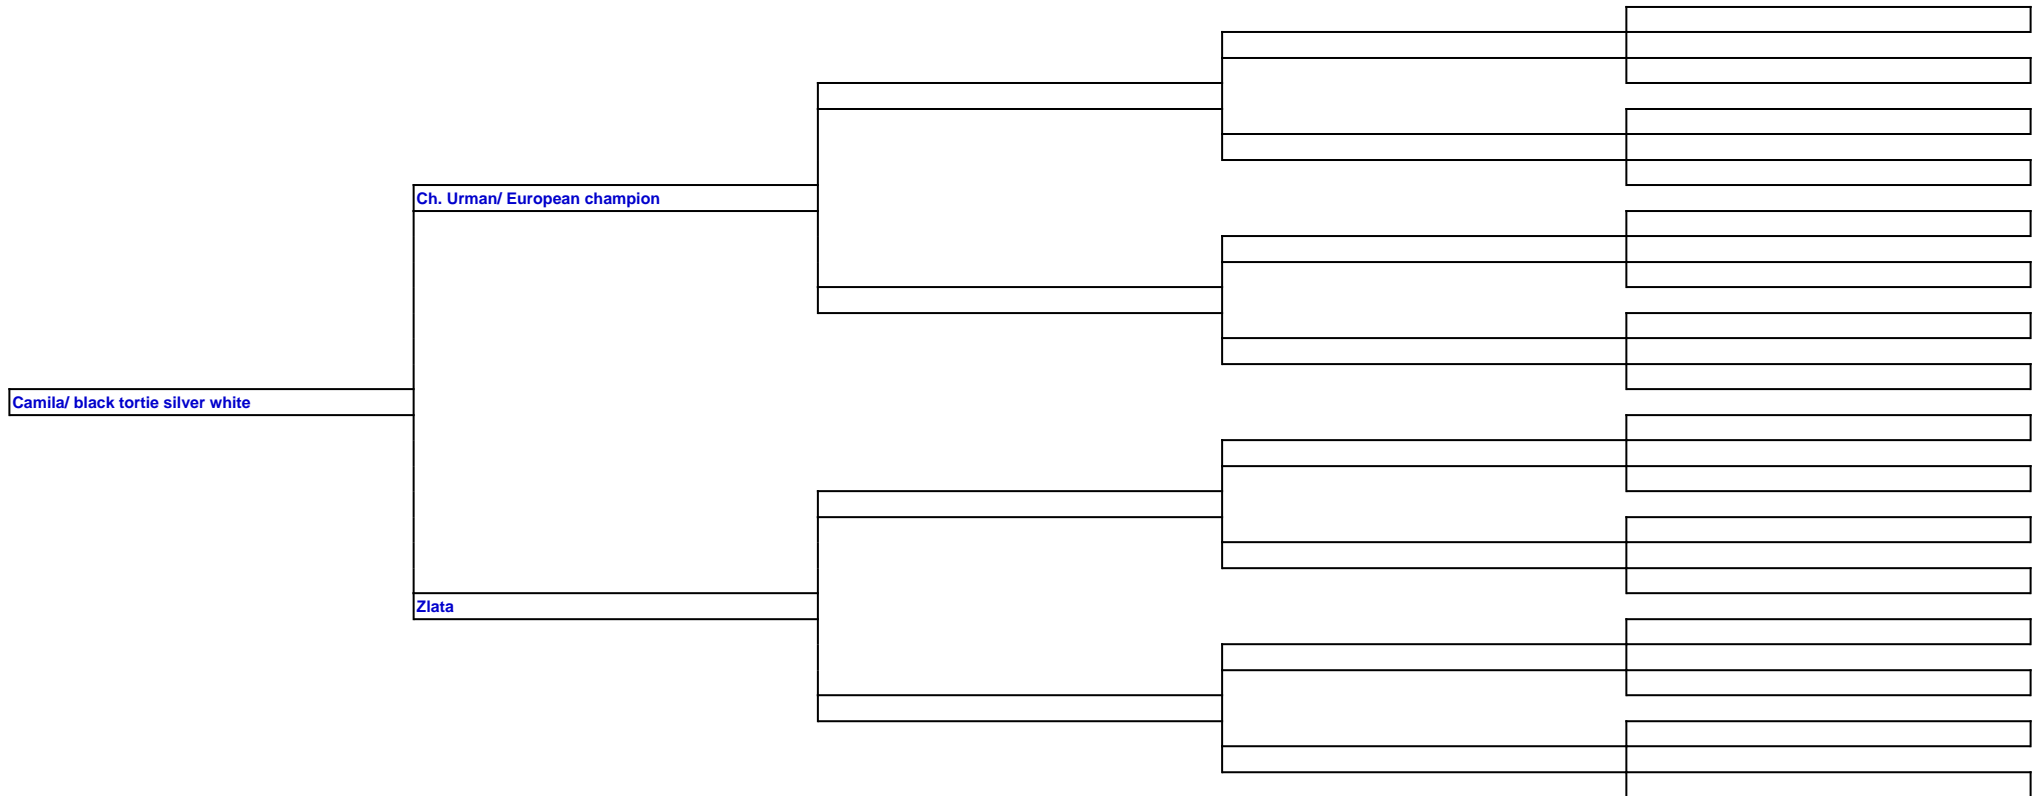 Ch. Urman/ European champion
Camila/ black tortie silver white
Zlata